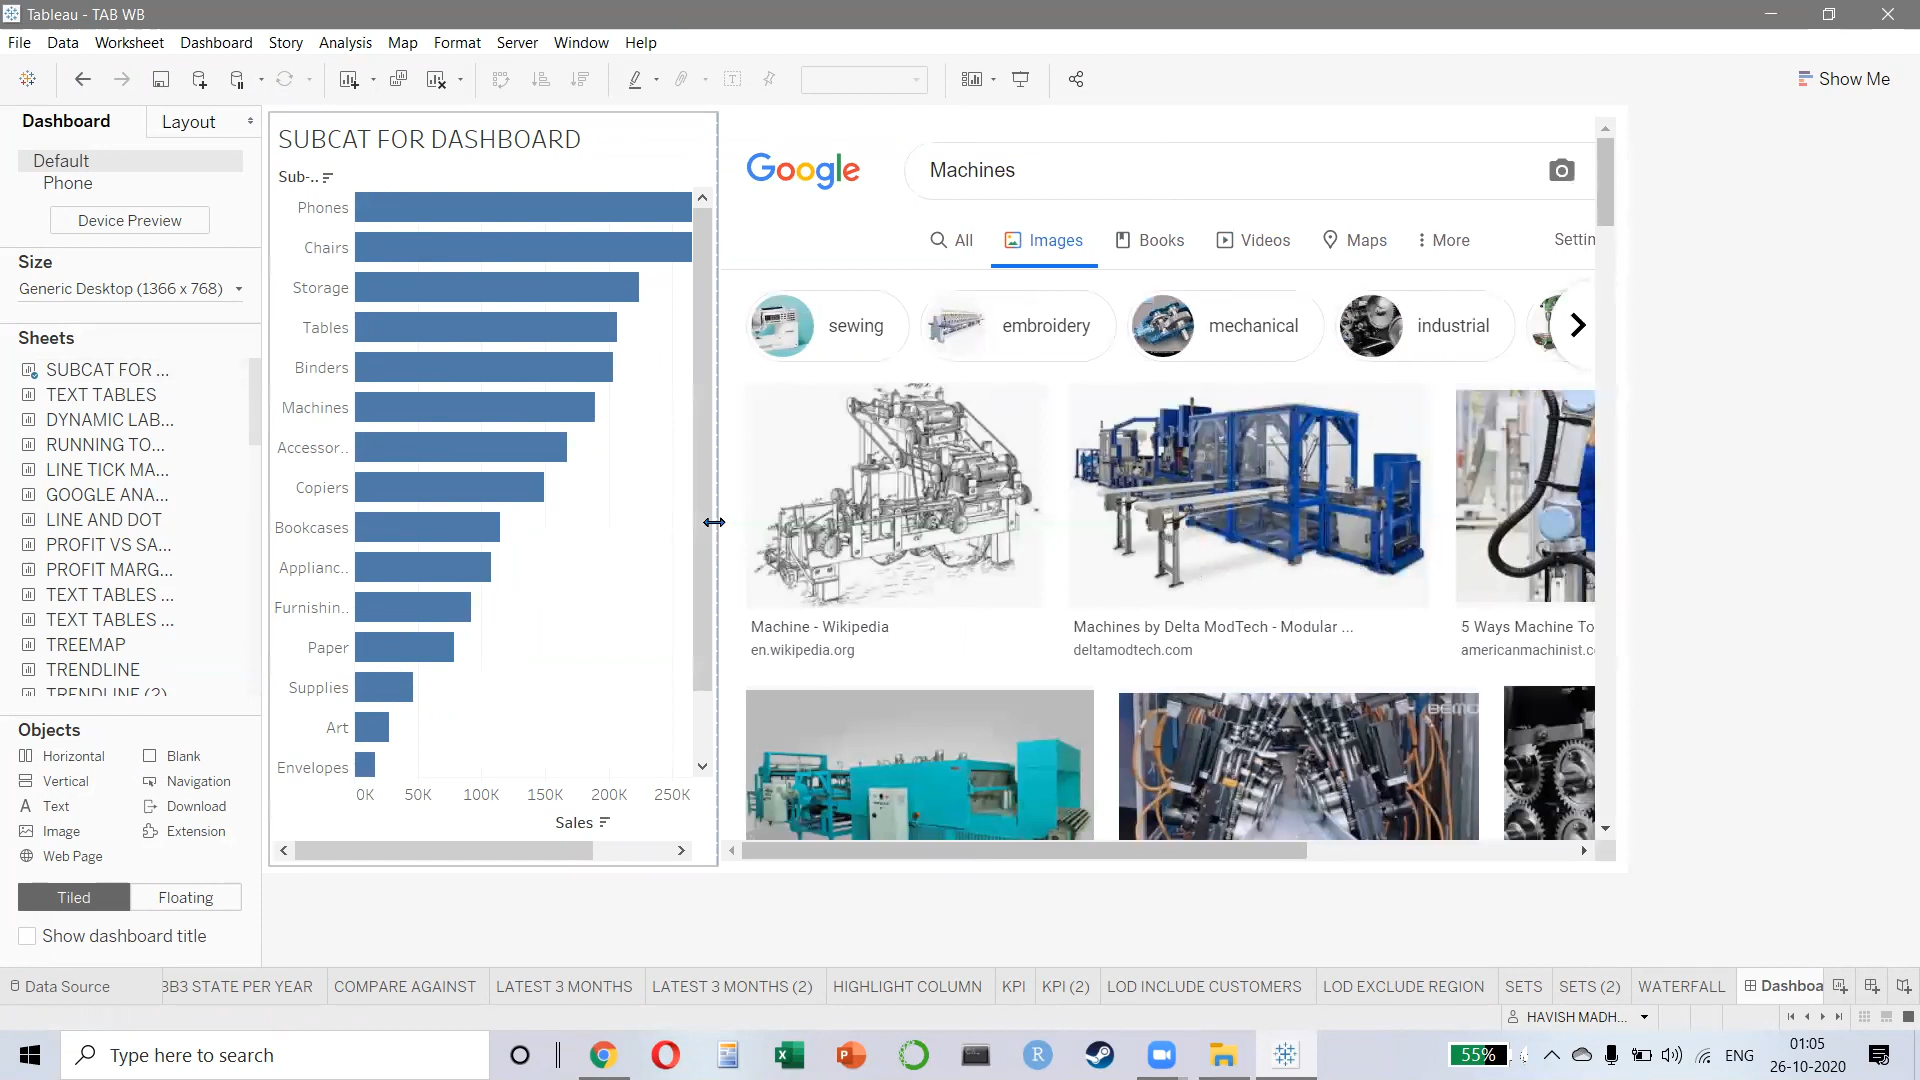 Tableau - TAB WB
File Data Worksheet Dashboard Story Analysis Map Format Server Window Help
Show Me
Dashboard Layout
Default
Phone
Device Preview
Size
Generic Desktop (1366 x 768)
Sheets
SUBCAT FOR ...
TEXT TABLES
DYNAMIC LAB...
RUNNING TO...
LINE TICK MA...
GOOGLE ANA...
LINE AND DOT
PROFIT VS SA...
PROFIT MARG...
TEXT TABLES ...
TEXT TABLES ...
TREEMAP
TRENDLINE
TRENDLINE (2)
Objects
Horizontal Blank
Vertical Navigation
Text Download
Image Extension
Web Page
Tiled Floating
Show dashboard title
SUBCAT FOR DASHBOARD
Sub-..
Phones
Chairs
Storage
Tables
Binders
Machines
Accessor..
Copiers
Bookcases
Applianc..
Furnishin..
Paper
Supplies
Art
Envelopes
0K 50K 100K 150K 200K 250K
Sales
Google Machines
All Images Books Videos Maps More Settin
sewing embroidery mechanical industrial
Machine - Wikipedia
en.wikipedia.org
Machines by Delta ModTech - Modular ...
deltamodtech.com
5 Ways Machine To
americanmachinist.c
BEMO
Data Source 3B3 STATE PER YEAR COMPARE AGAINST LATEST 3 MONTHS LATEST 3 MONTHS (2) HIGHLIGHT COLUMN KPI KPI (2) LOD INCLUDE CUSTOMERS LOD EXCLUDE REGION SETS SETS (2) WATERFALL Dashboa
HAVISH MADH...
Type here to search
55%
ENG
01:05
26-10-2020